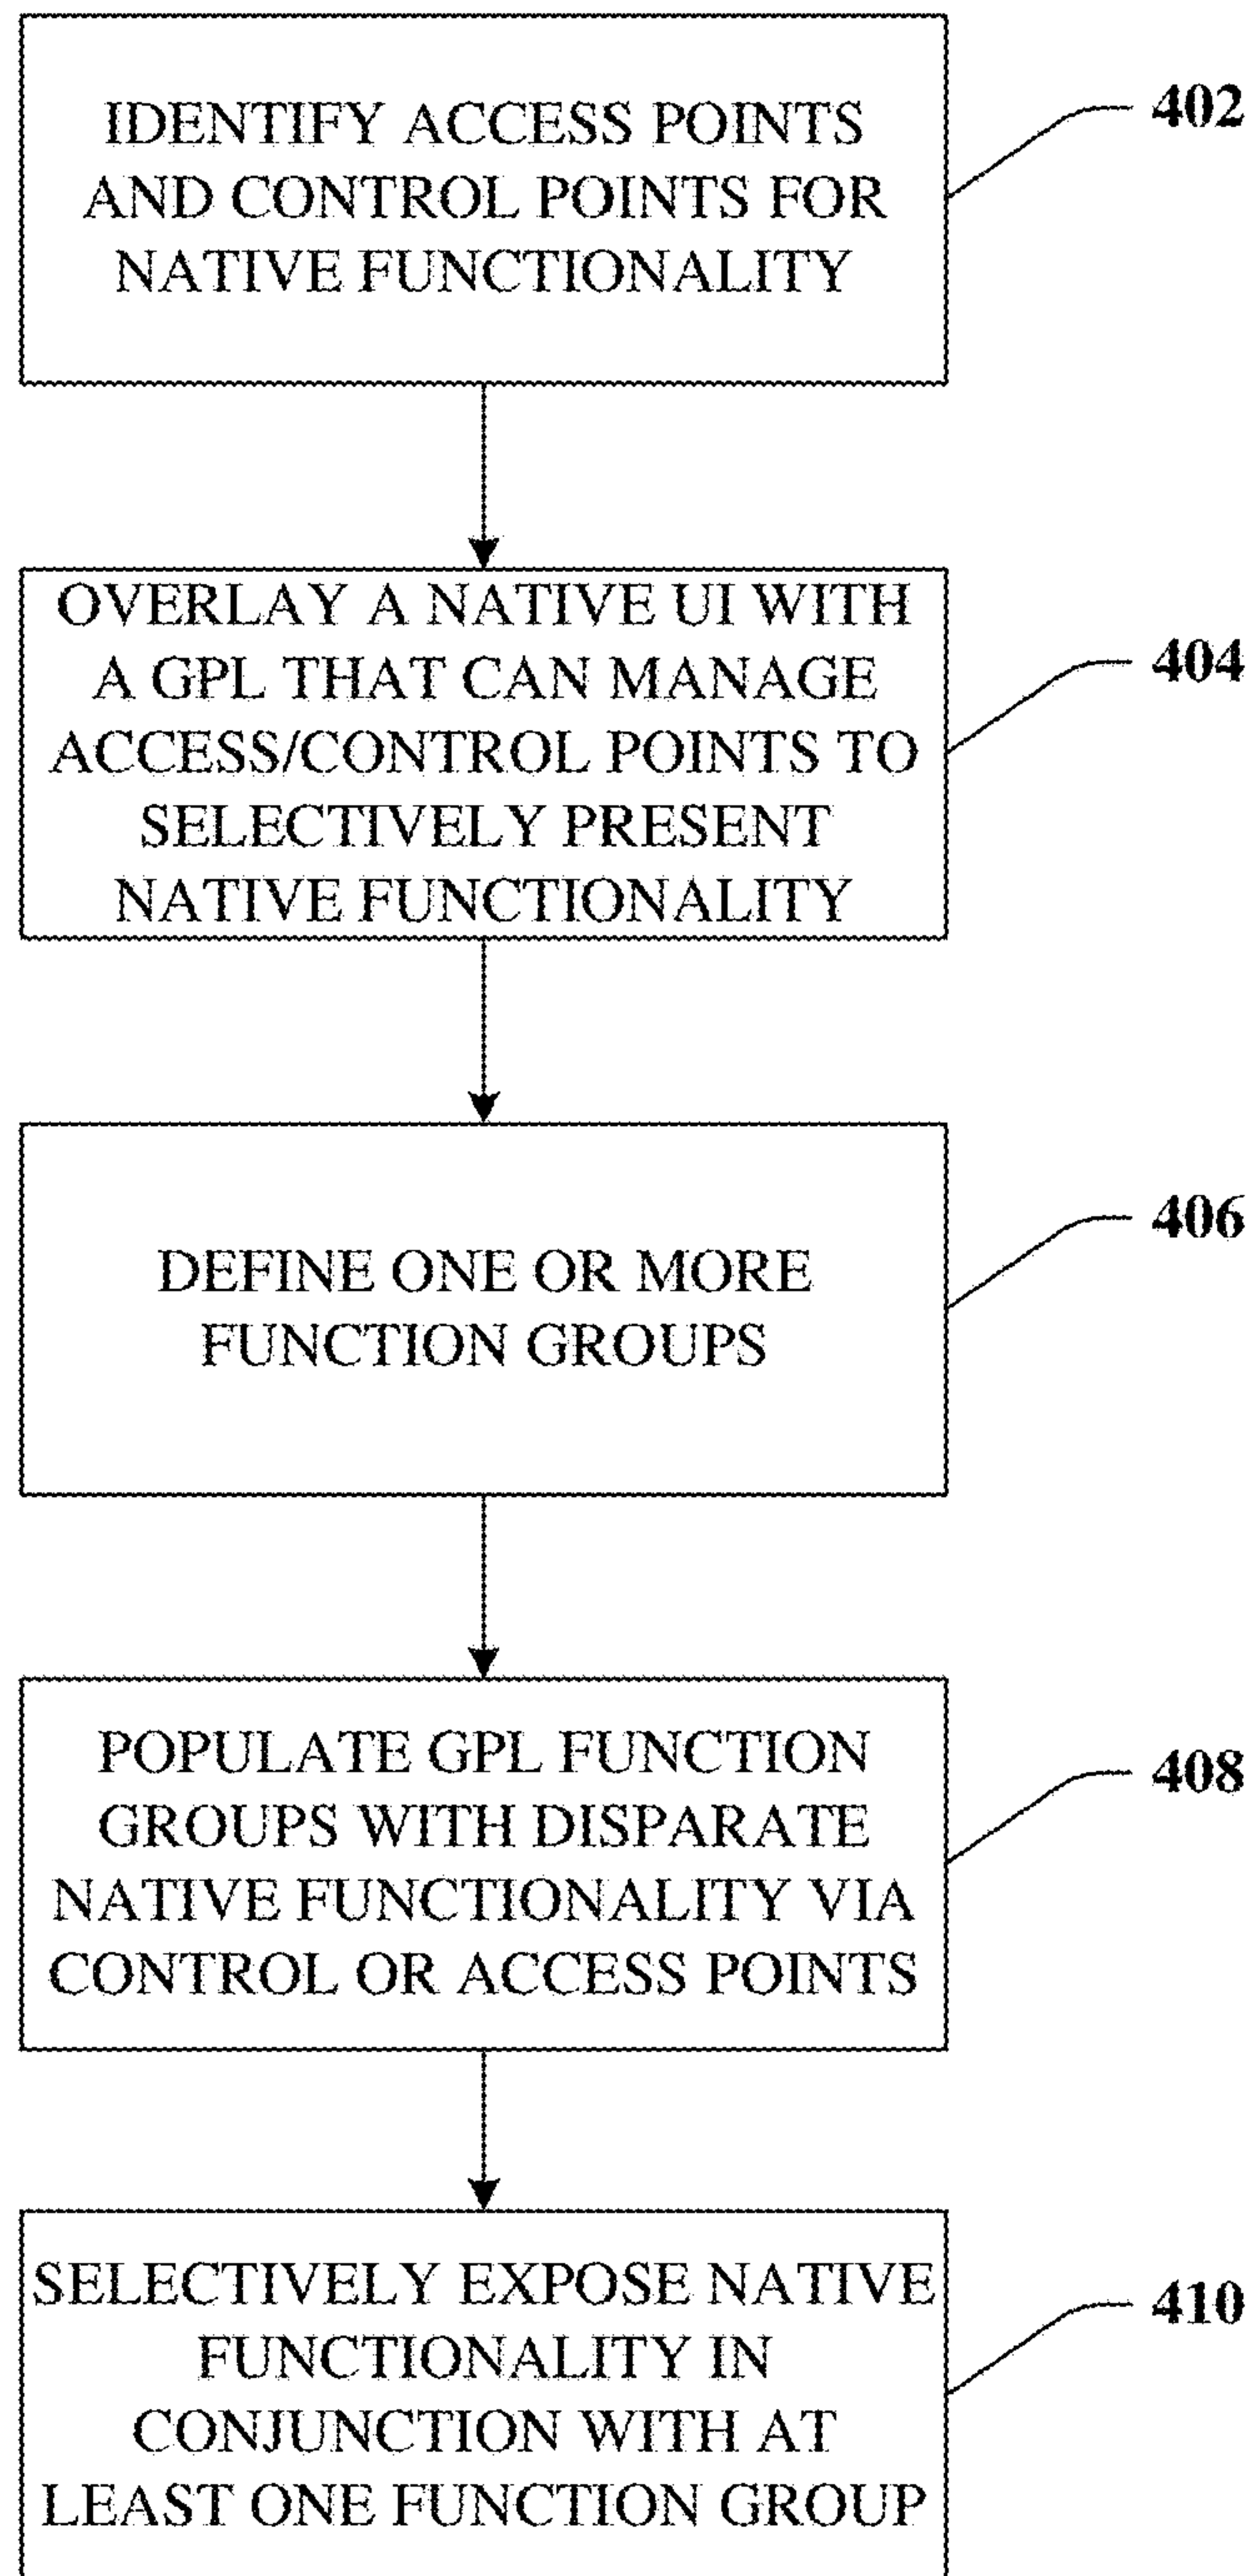 IDENTIFY ACCESS POINTS
AND CONTROL POINTS FOR
NATIVE FUNCTIONALITY
402
OVERLAY A NATIVE UI WITH
A GPL THAT CAN MANAGE
ACCESS/CONTROL POINTS TO
SELECTIVELY PRESENT
NATIVE FUNCTIONALITY
404
DEFINE ONE OR MORE
FUNCTION GROUPS
406
POPULATE GPL FUNCTION
GROUPS WITH DISPARATE
NATIVE FUNCTIONALITY VIA
CONTROL OR ACCESS POINTS
408
SELECTIVELY EXPOSE NATIVE
FUNCTIONALITY IN
CONJUNCTION WITH AT
LEAST ONE FUNCTION GROUP
410